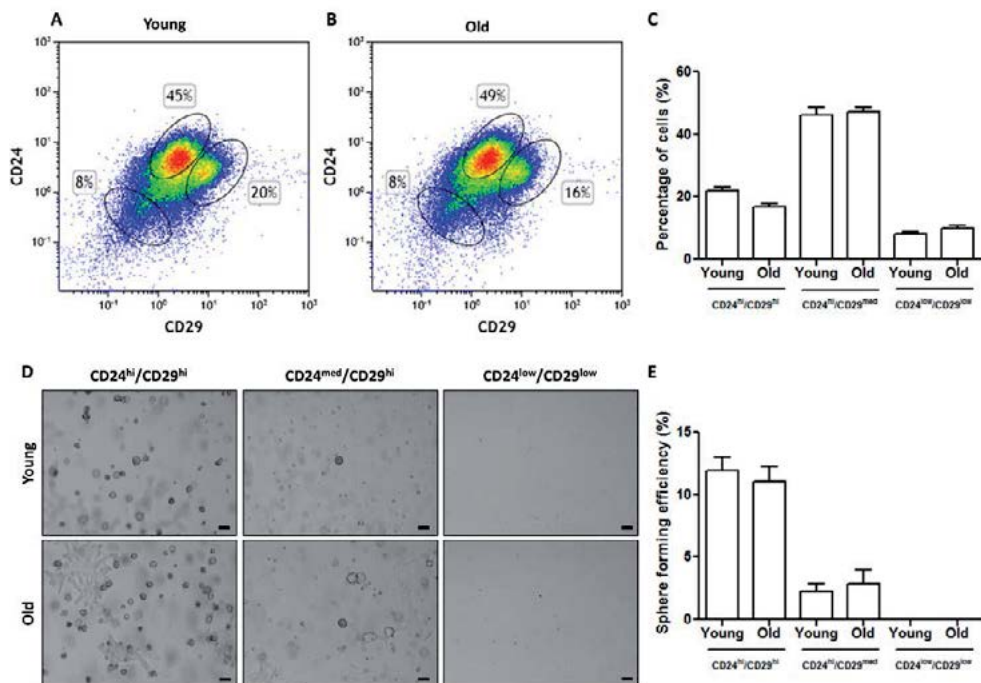 A
Young
CD24
10³
10²
10¹
10⁰
10⁻¹
45%
8%
20%
10⁻¹ 10⁰ 10¹ 10² 10³
CD29
B
Old
CD24
10³
10²
10¹
10⁰
10⁻¹
49%
8%
16%
10⁻¹ 10⁰ 10¹ 10² 10³
CD29
C
Percentage of cells (%)
60
40
20
0
Young Old Young Old Young Old
CD24ʰⁱ/CD29ʰⁱ CD24ʰⁱ/CD29ᵐᵉᵈ CD24ˡᵒʷ/CD29ˡᵒʷ
D
CD24ʰⁱ/CD29ʰⁱ CD24ᵐᵉᵈ/CD29ʰⁱ CD24ˡᵒʷ/CD29ˡᵒʷ
Young
Old
E
Sphere forming efficiency (%)
15
10
5
0
Young Old Young Old Young Old
CD24ʰⁱ/CD29ʰⁱ CD24ʰⁱ/CD29ᵐᵉᵈ CD24ˡᵒʷ/CD29ˡᵒʷ